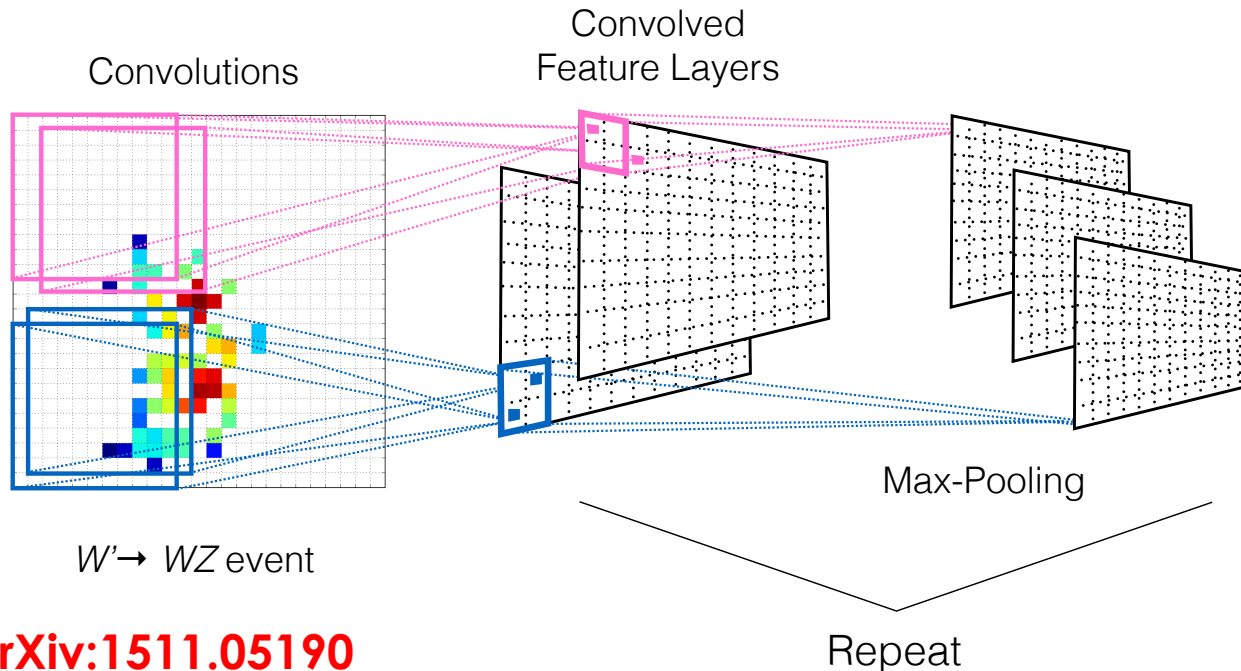 Convolutions
Convolved
Feature Layers
Max-Pooling
W'→ WZ event
rXiv:1511.05190
Repeat